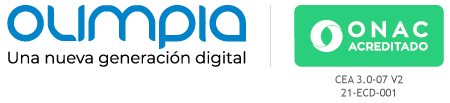 olimpia
Una nueva generación digital
ONAC
ACREDITADO
CEA 3.0-07 V2
21-ECD-001